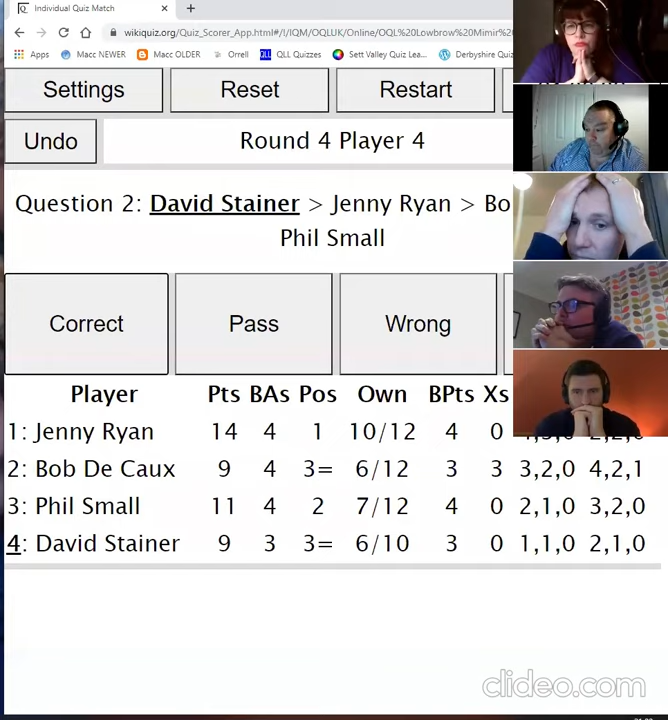 Individual Quiz Match
wikiquiz.org/Quiz_Scorer_App.html#/I/IQM/OQLUK/Online/OQL%20Lowbrow%20Mimir%
Apps Macc NEWER Macc OLDER Orrell QLL Quizzes Sett Valley Quiz Lea... Derbyshire Quiz
Settings Reset Restart
Undo Round 4 Player 4
Question 2: David Stainer > Jenny Ryan > Bo
Phil Small
Correct Pass Wrong
Player Pts BAs Pos Own BPts Xs
1: Jenny Ryan 14 4 1 10/12 4 0
2: Bob De Caux 9 4 3= 6/12 3 3 3,2,0 4,2,1
3: Phil Small 11 4 2 7/12 4 0 2,1,0 3,2,0
4: David Stainer 9 3 3= 6/10 3 0 1,1,0 2,1,0
clideo.com